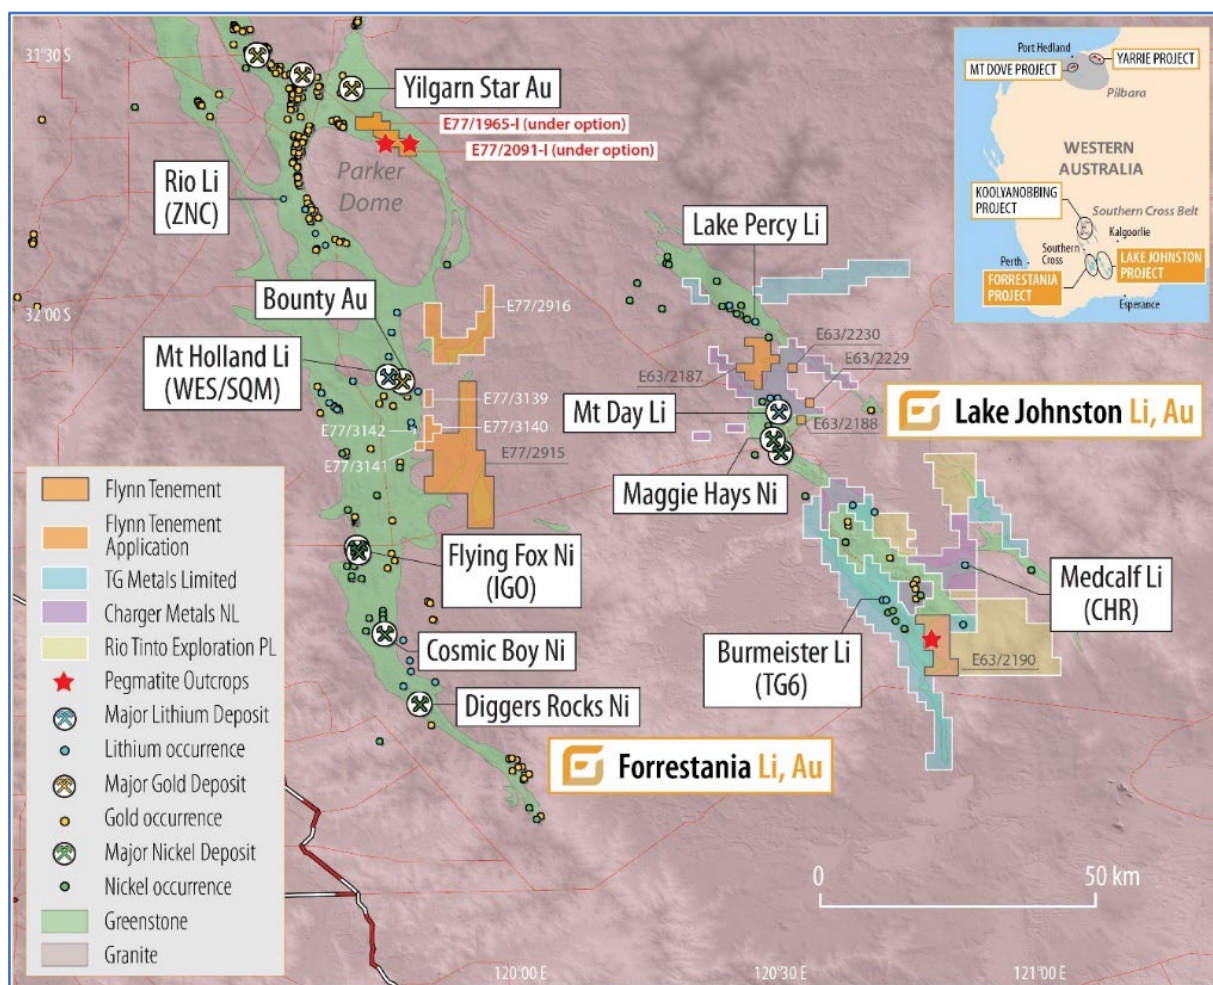 31°30 S
Yilgarn Star Au
E77/1965-I (under option)
E77/2091-I (under option)
Parker
Dome
Rio Li
(ZNC)
Port Hedland
MT DOVE PROJECT
YARRIE PROJECT
Pilbara
WESTERN
AUSTRALIA
KOOLYANOBBING
PROJECT
Southern Cross Belt
Kalgoorlie
Southern
Cross
Perth
LAKE JOHNSTON
PROJECT
FORRESTANIA
PROJECT
Esperance
Lake Percy Li
Bounty Au
32°00 S
E77/2916
Mt Holland Li
(WES/SQM)
E63/2230
E63/2229
E63/2187
E77/3139
Mt Day Li
Lake Johnston Li, Au
E63/2188
E77/3142
E77/3140
E77/2915
E77/3141
Maggie Hays Ni
Flynn Tenement
Flynn Tenement
Application
TG Metals Limited
Charger Metals NL
Rio Tinto Exploration PL
Pegmatite Outcrops
Major Lithium Deposit
Lithium occurrence
Major Gold Deposit
Gold occurrence
Major Nickel Deposit
Nickel occurrence
Greenstone
Granite
Flying Fox Ni
(IGO)
Medcalf Li
(CHR)
Cosmic Boy Ni
Burmeister Li
(TG6)
E63/2190
Diggers Rocks Ni
Forrestania Li, Au
0
50 km
120°00 E
120°30 E
121°00 E